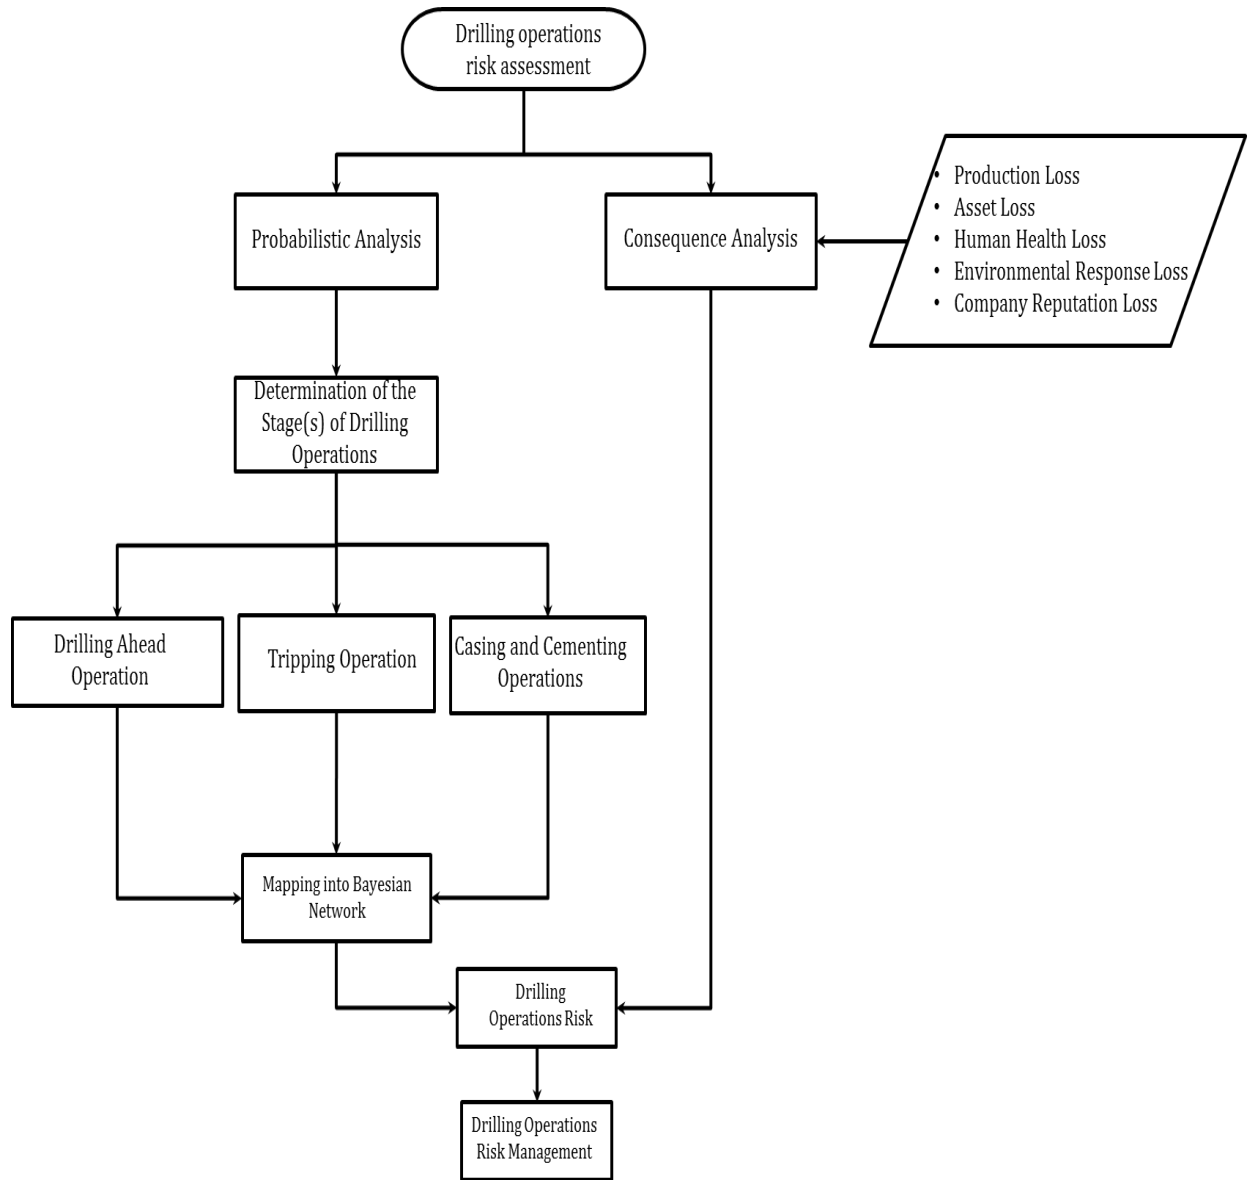 Drilling operations
risk assessment
Probabilistic Analysis
Consequence Analysis
• Production Loss
• Asset Loss
• Human Health Loss
• Environmental Response Loss
• Company Reputation Loss
Determination of the
Stage(s) of Drilling
Operations
Drilling Ahead
Operation
Tripping Operation
Casing and Cementing
Operations
Mapping into Bayesian
Network
Drilling
Operations Risk
Drilling Operations
Risk Management